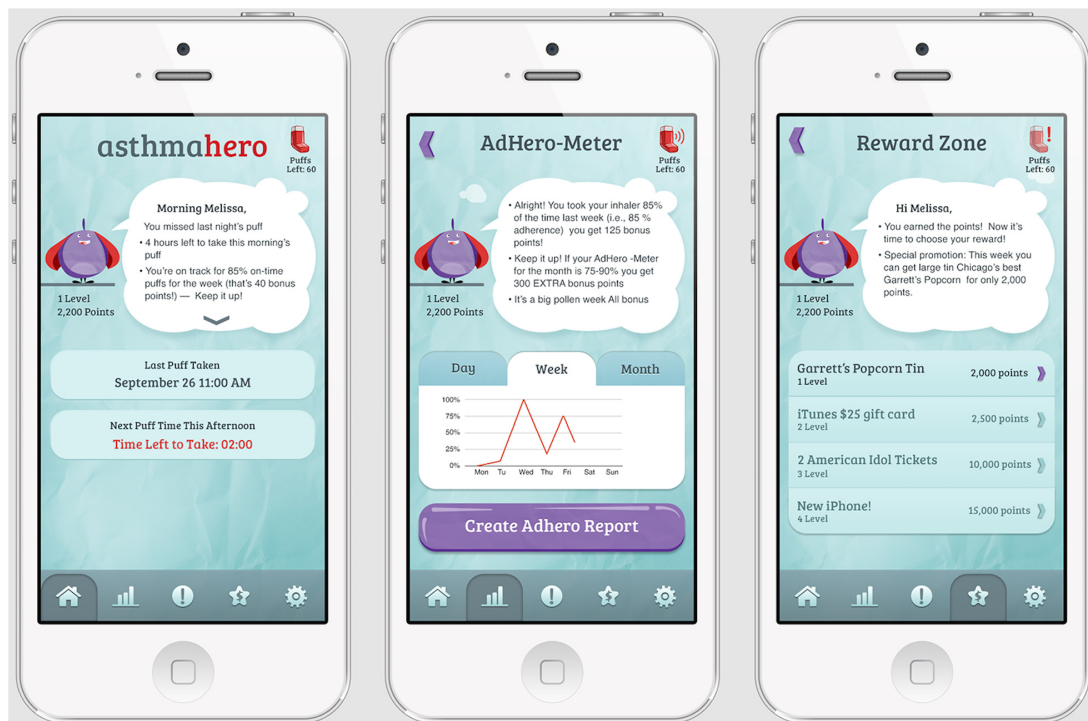 asthmahero
Puffs
Left: 60
Morning Melissa,
You missed last night's puff
• 4 hours left to take this morning's
puff
• You're on track for 85% on-time
puffs for the week (that's 40 bonus
points!) — Keep it up!
1 Level
2,200 Points
Last Puff Taken
September 26 11:00 AM
Next Puff Time This Afternoon
Time Left to Take: 02:00
AdHero-Meter
Puffs
Left: 60
• Alright! You took your inhaler 85%
of the time last week (i.e., 85 %
adherence) you get 125 bonus
points!
• Keep it up! If your AdHero -Meter
for the month is 75-90% you get
300 EXTRA bonus points
• It's a big pollen week All bonus
1 Level
2,200 Points
Day
Week
Month
100%
75%
50%
25%
0%
Mon Tu Wed Thu Fri Sat Sun
Create Adhero Report
Reward Zone
Puffs
Left: 60
Hi Melissa,
• You earned the points! Now it's
time to choose your reward!
• Special promotion: This week you
can get large tin Chicago's best
Garrett's Popcorn for only 2,000
points.
1 Level
2,200 Points
Garrett's Popcorn Tin
1 Level
2,000 points
iTunes $25 gift card
2 Level
2,500 points
2 American Idol Tickets
3 Level
10,000 points
New iPhone!
4 Level
15,000 points